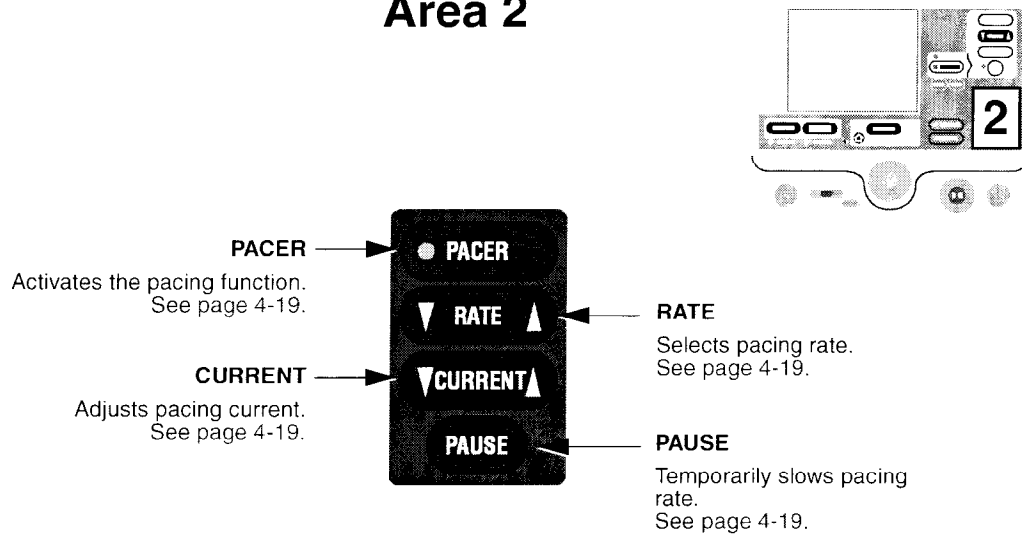 Area 2
2
PACER
Activates the pacing function.
See page 4-19.
CURRENT
Adjusts pacing current.
See page 4-19.
PACER
RATE
CURRENT
PAUSE
RATE
Selects pacing rate.
See page 4-19.
PAUSE
Temporarily slows pacing
rate.
See page 4-19.